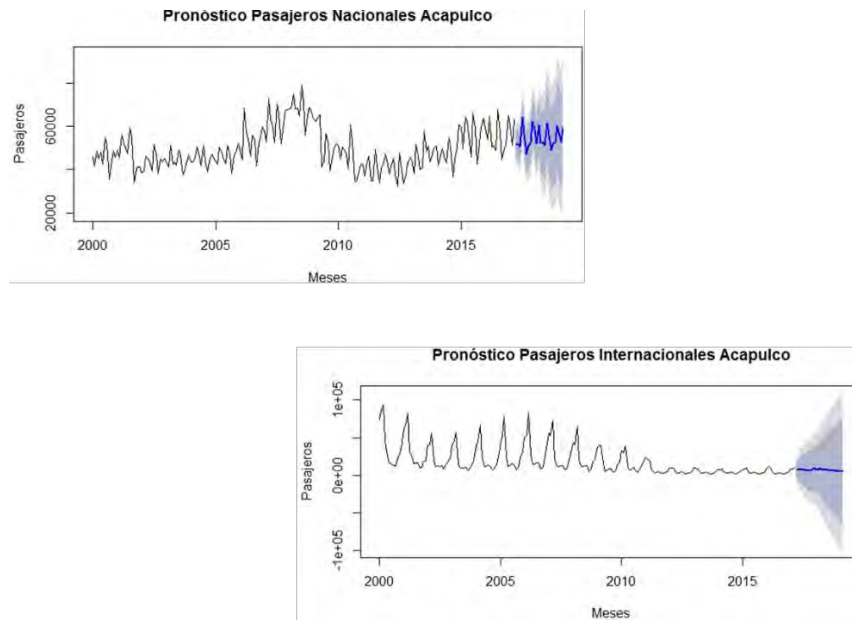 Pronóstico Pasajeros Nacionales Acapulco
Pasajeros
60000
20000
2000 2005 2010 2015
Meses
Pronóstico Pasajeros Internacionales Acapulco
Pasajeros
1e+05
0e+00
-1e+05
2000 2005 2010 2015
Meses